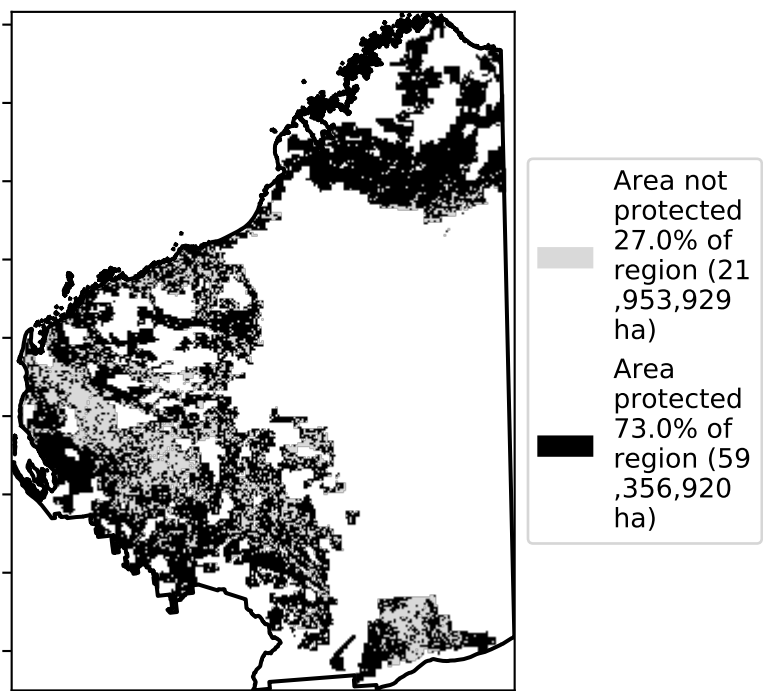 Area not
protected
27.0% of
region (21
,953,929
ha)
Area
protected
73.0% of
region (59
,356,920
ha)